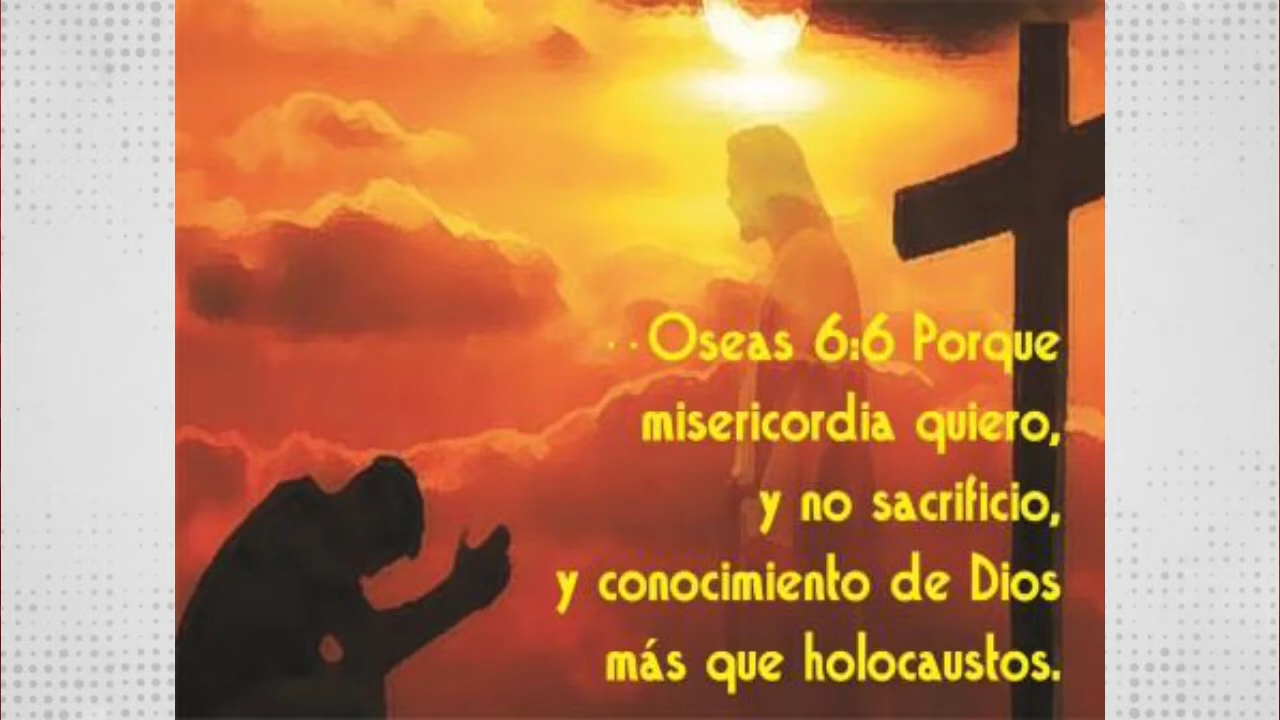 Oseas 6:6 Porque
misericordia quiero,
y no sacrificio,
y conocimiento de Dios
más que holocaustos.